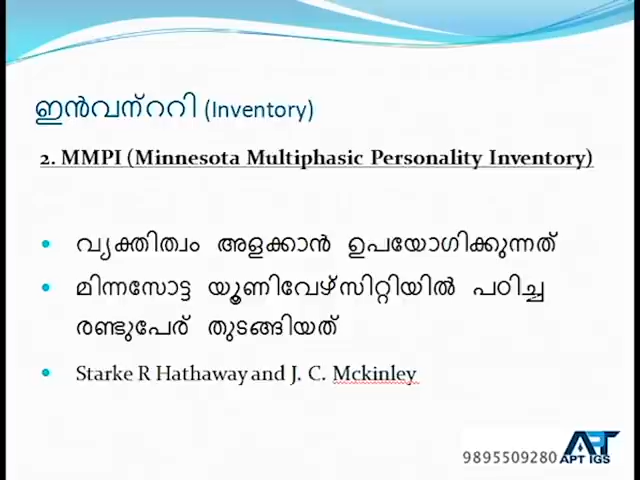 ഇൻവന്ററി (Inventory)
2. MMPI (Minnesota Multiphasic Personality Inventory)
• വ്യക്തിത്വം അളക്കാൻ ഉപയോഗിക്കുന്നത്
• മിന്നസോട്ട യൂണിവേഴ്സിറ്റിയിൽ പഠിച്ച
രണ്ടുപേര് തുടങ്ങിയത്
• Starke R Hathaway and J. C. Mckinley
9895509280 APT IGS